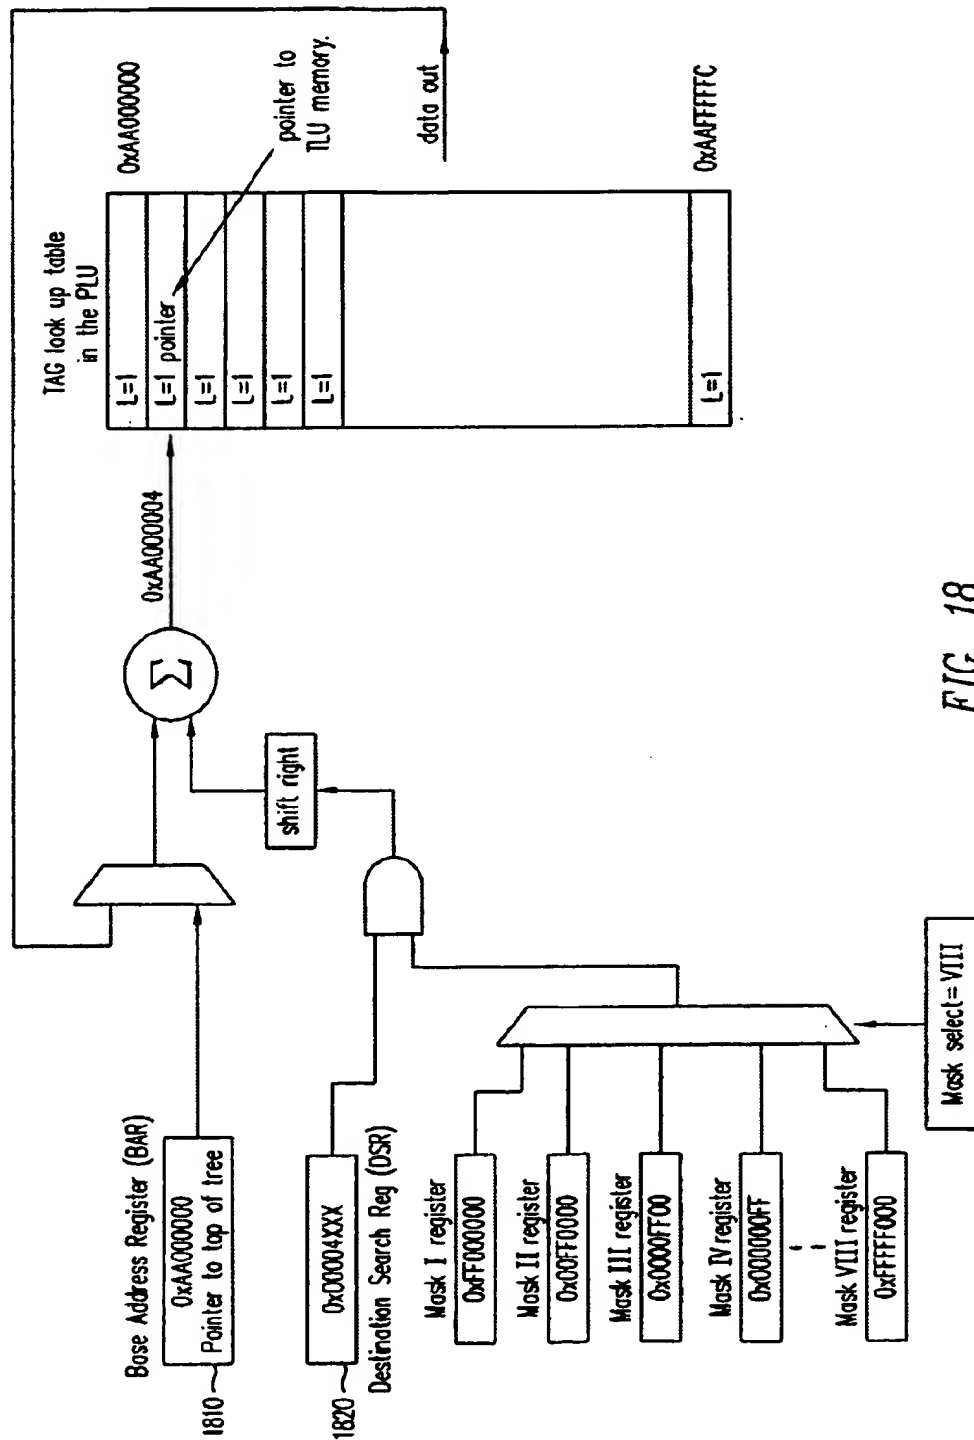 Base Address Register (BAR)
0xAA000000
Pointer to top of tree
1810
0x00004XXX
1820
Destination Search Reg (DSR)
Mask I register
0xFF000000
Mask II register
0x00FF0000
Mask III register
0x0000FF00
Mask IV register
0x000000FF
Mask VIII register
0xFFFFF000
Mask select=VIII
shift right
Σ
0xAA000004
TAG look up table
in the PLU
L=1
L=1 pointer
L=1
L=1
L=1
L=1
L=1
0xAA000000
pointer to
TLU memory.
data out
0xAAFFFFFC
FIG. 18